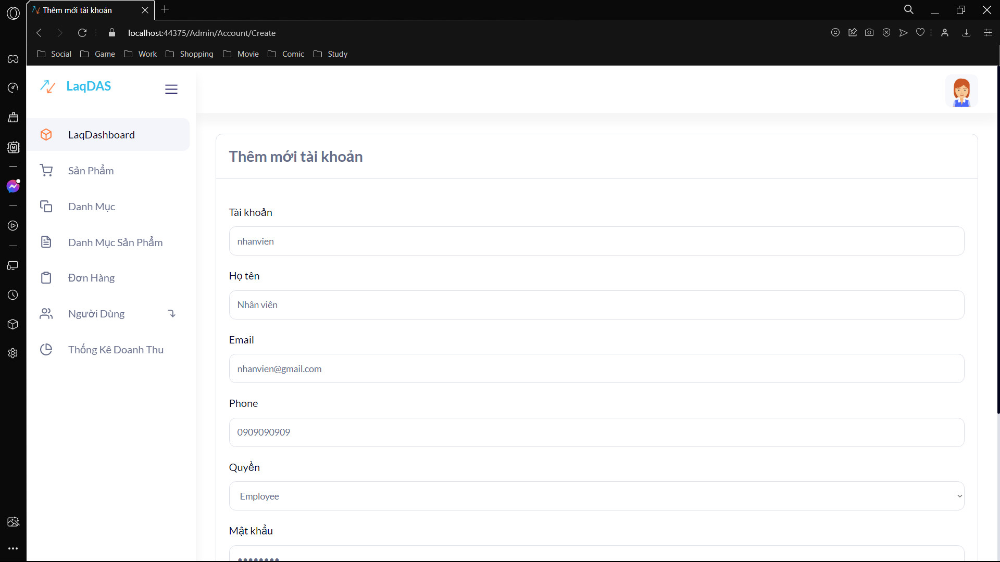 Thêm mới tài khoản
localhost:44375/Admin/Account/Create
Social
Game
Work
Shopping
Movie
Comic
Study
LaqDAS
LaqDashboard
Sản Phẩm
Danh Mục
Danh Mục Sản Phẩm
Đơn Hàng
Người Dùng
Thống Kê Doanh Thu
Thêm mới tài khoản
Tài khoản
nhanvien
Họ tên
Nhân viên
Email
nhanvien@gmail.com
Phone
0909090909
Quyền
Employee
Mật khẩu